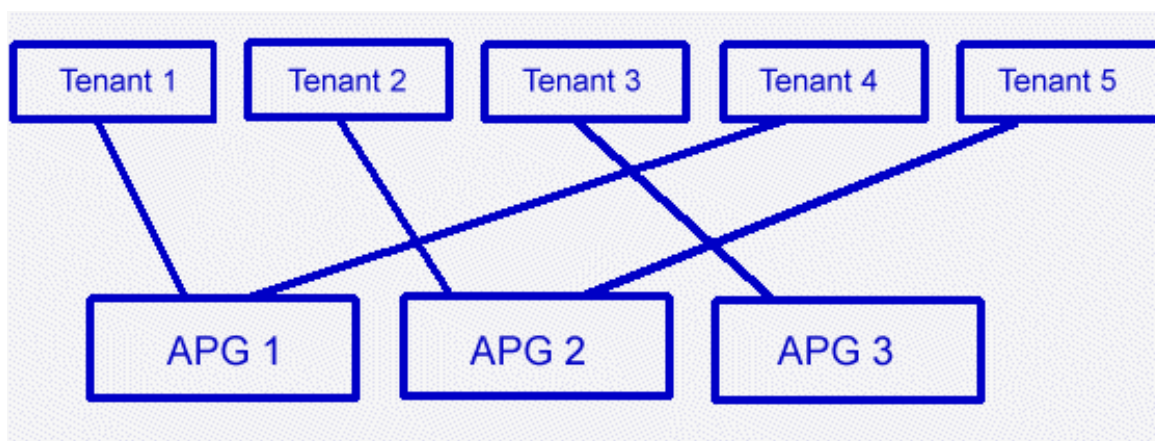 Tenant 1
Tenant 2
Tenant 3
Tenant 4
Tenant 5
APG 1
APG 2
APG 3